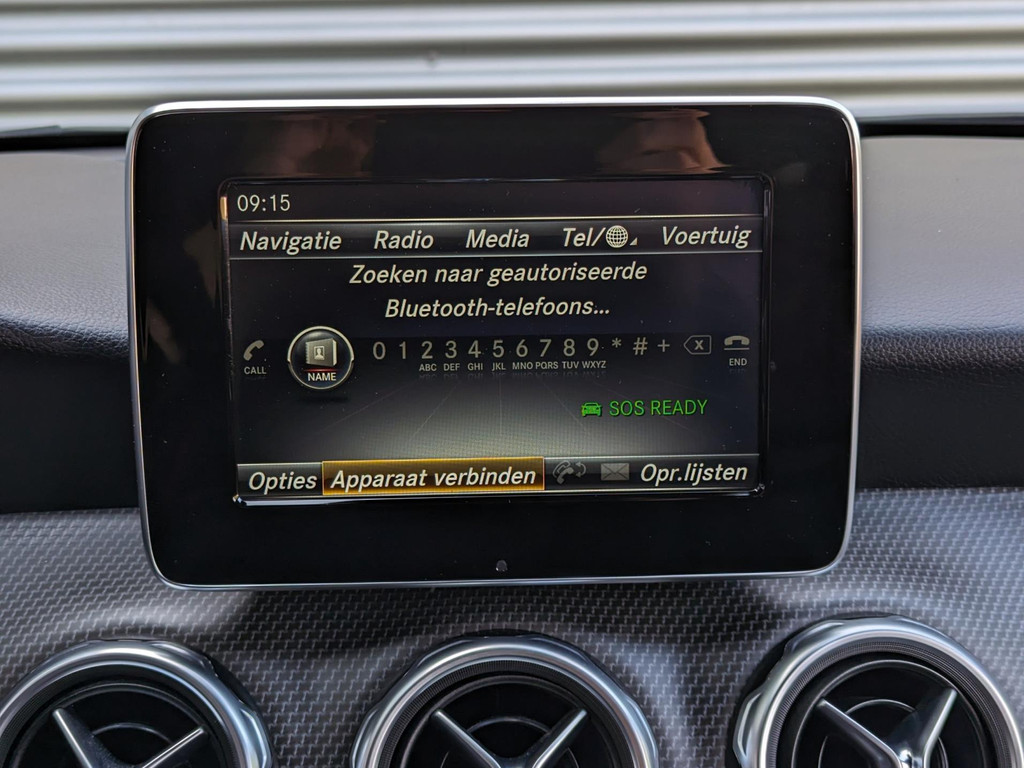 09:15
Navigatie Radio Media Tel/ Voertuig
Zoeken naar geautoriseerde
Bluetooth-telefoons...
CALL NAME 0 1 2 3 4 5 6 7 8 9 * # + X END
ABC DEF GHI JKL MNO PQRS TUV WXYZ
SOS READY
Opties Apparaat verbinden Opr.lijsten